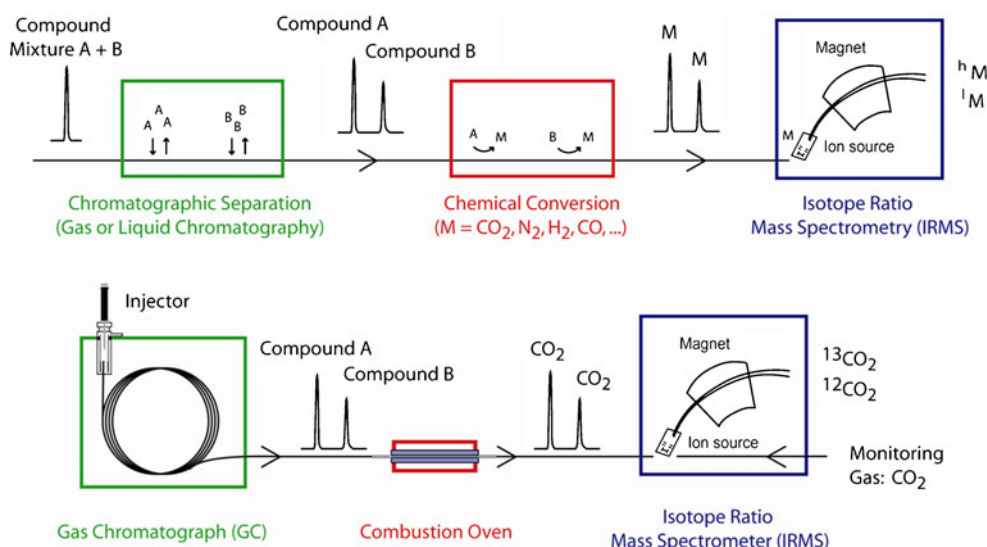 Compound
Mixture A + B
A
A
A
B
B
B
Chromatographic Separation
(Gas or Liquid Chromatography)
Compound A
Compound B
A
M
B
M
Chemical Conversion
(M = CO₂, N₂, H₂, CO, ...)
M
M
Magnet
M
Ion source
Isotope Ratio
Mass Spectrometry (IRMS)
ʰM
ˡM
Injector
Gas Chromatograph (GC)
Compound A
Compound B
Combustion Oven
CO₂
CO₂
Magnet
Ion source
Isotope Ratio
Mass Spectrometer (IRMS)
¹³CO₂
¹²CO₂
Monitoring
Gas: CO₂